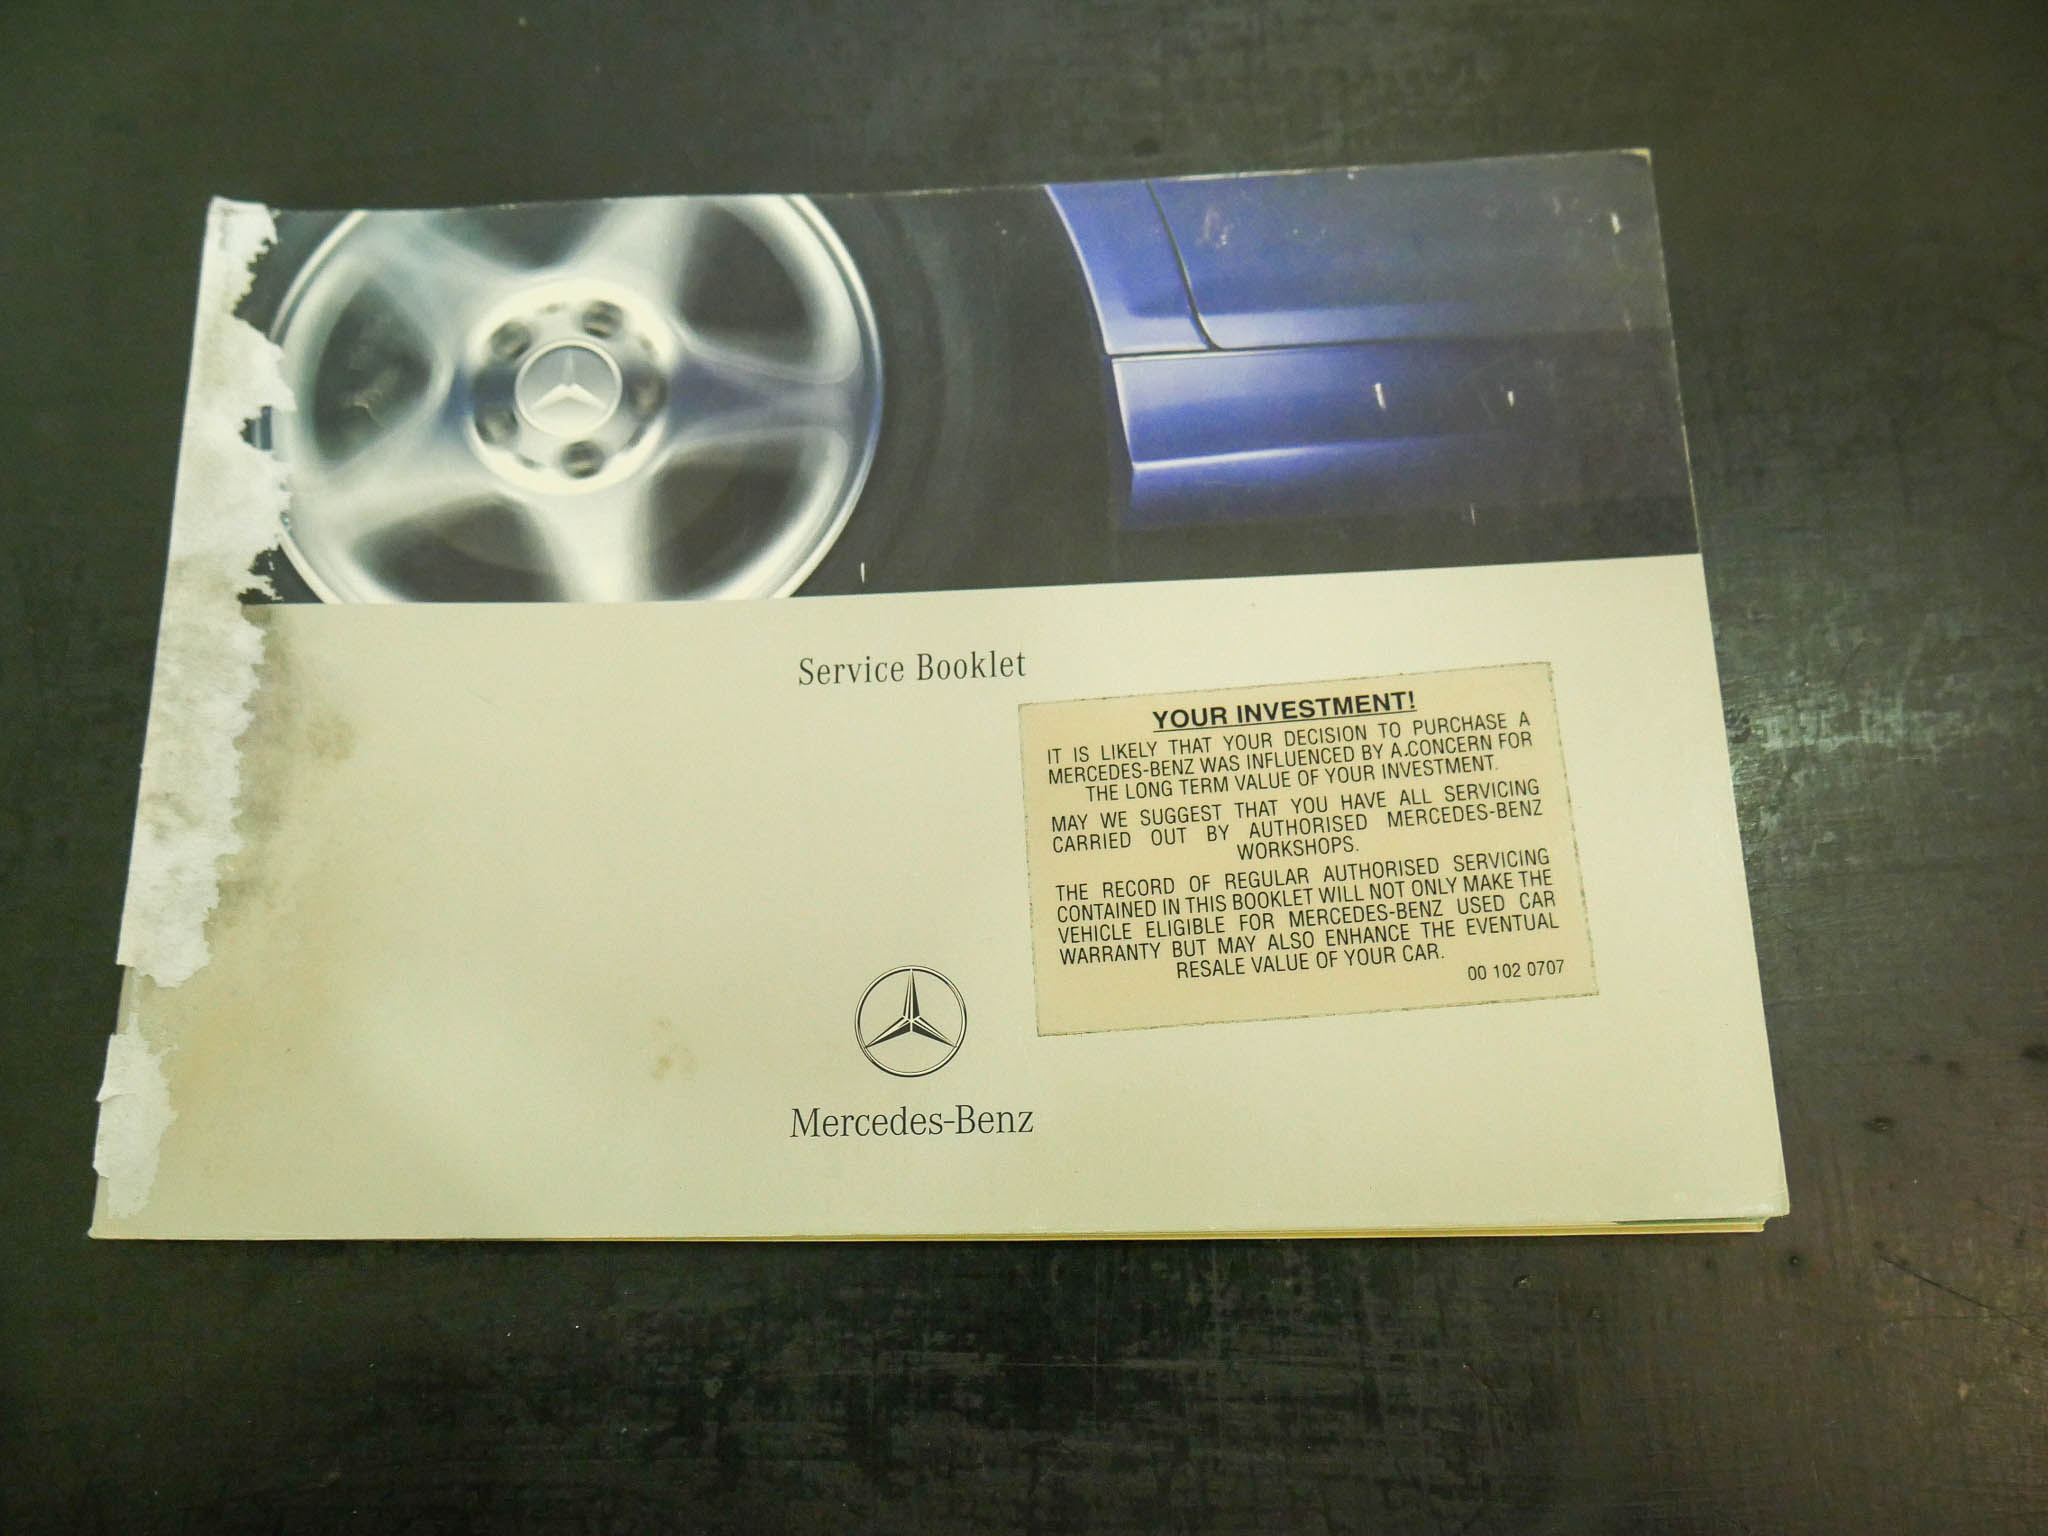 Service Booklet
YOUR INVESTMENT!
IT IS LIKELY THAT YOUR DECISION TO PURCHASE A
MERCEDES-BENZ WAS INFLUENCED BY A.CONCERN FOR
THE LONG TERM VALUE OF YOUR INVESTMENT.
MAY WE SUGGEST THAT YOU HAVE ALL SERVICING
CARRIED OUT BY AUTHORISED MERCEDES-BENZ
WORKSHOPS.
THE RECORD OF REGULAR AUTHORISED SERVICING
CONTAINED IN THIS BOOKLET WILL NOT ONLY MAKE THE
VEHICLE ELIGIBLE FOR MERCEDES-BENZ USED CAR
WARRANTY BUT MAY ALSO ENHANCE THE EVENTUAL
RESALE VALUE OF YOUR CAR.
00 102 0707
Mercedes-Benz